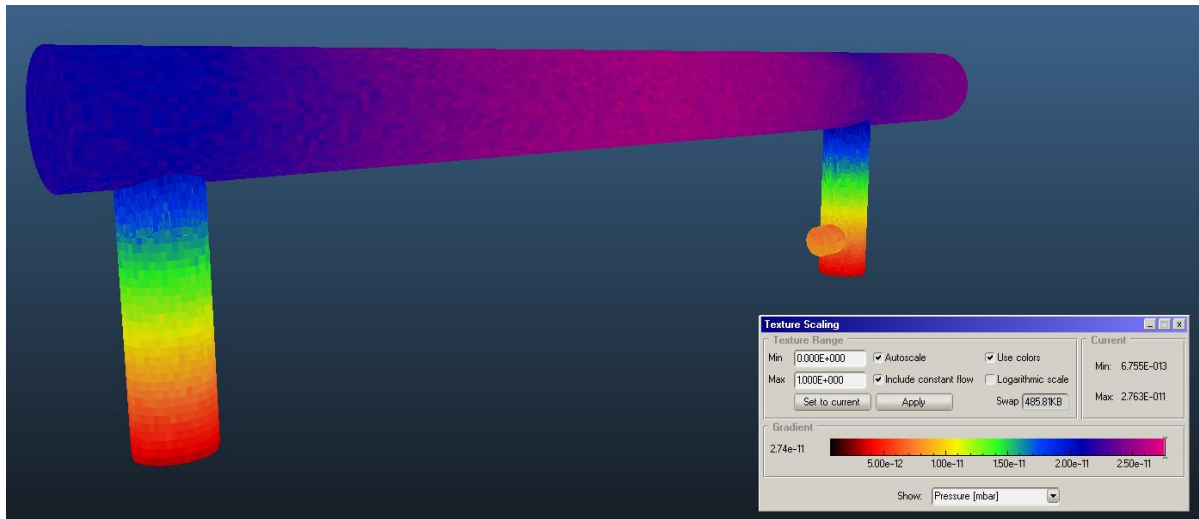 Texture Scaling
Texture Range
Min 0.000E+000 Autoscale Use colors
Max 1.000E+000 Include constant flow Logarithmic scale
Set to current Apply Swap 485.81KB
Current
Min: 6.755E-013
Max: 2.763E-011
Gradient
2.74e-11
5.00e-12 1.00e-11 1.50e-11 2.00e-11 2.50e-11
Show: Pressure [mbar]